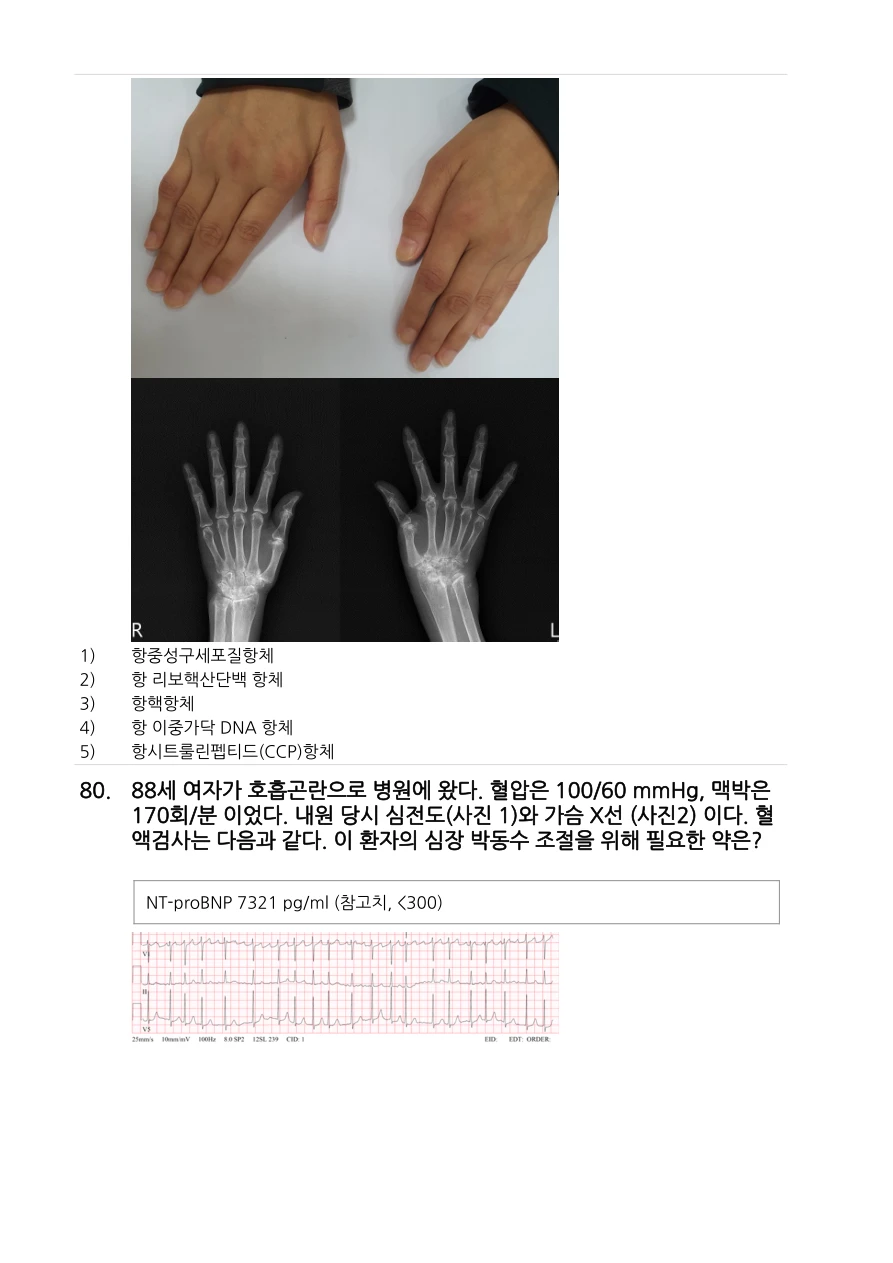 R
L
1) 항중성구세포질항체
2) 항 리보핵산단백 항체
3) 항핵항체
4) 항 이중가닥 DNA 항체
5) 항시트룰린펩티드(CCP)항체
80. 88세 여자가 호흡곤란으로 병원에 왔다. 혈압은 100/60 mmHg, 맥박은
170회/분 이었다. 내원 당시 심전도(사진 1)와 가슴 X선 (사진2) 이다. 혈
액검사는 다음과 같다. 이 환자의 심장 박동수 조절을 위해 필요한 약은?
NT-proBNP 7321 pg/ml (참고치, <300)
V1
II
V5
25mm/s 10mm/mV 100Hz 8.0 SP2 12SL 239 CID: 1 EID: EDT: ORDER: